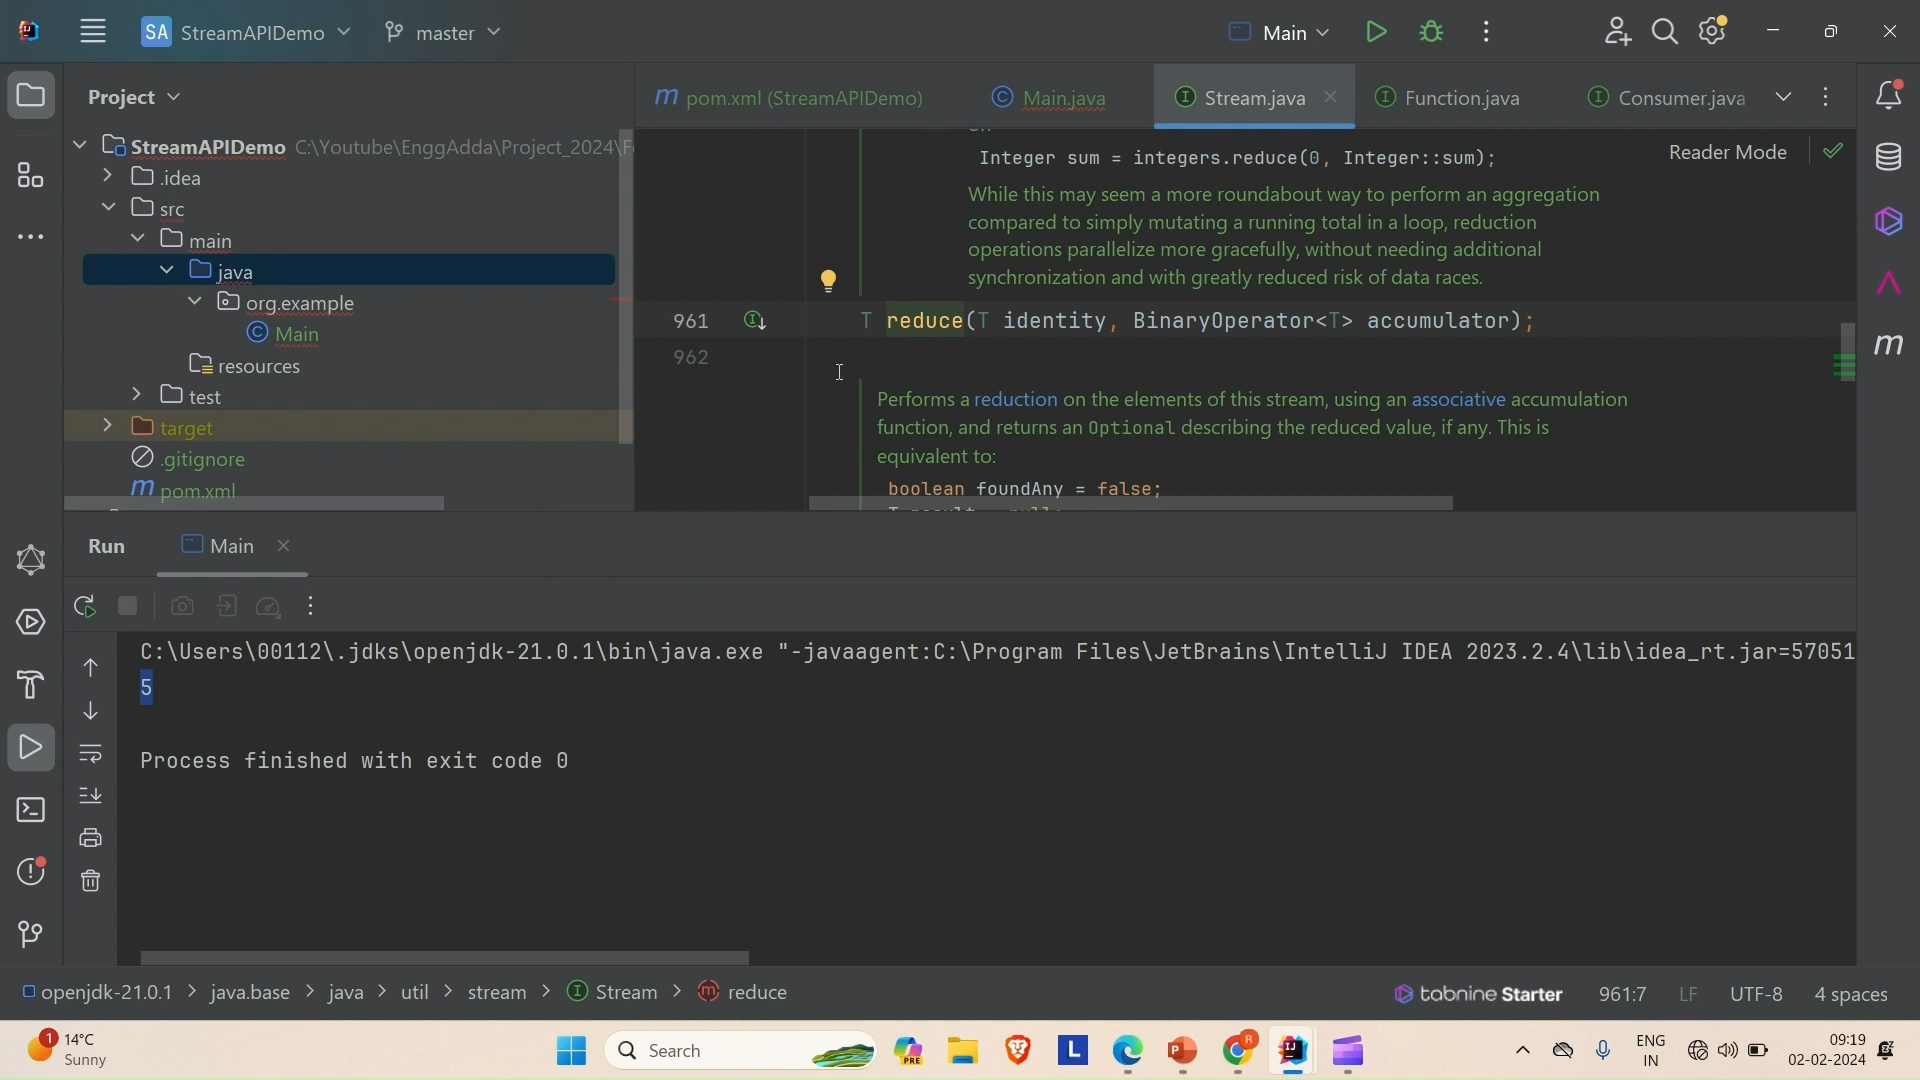 SA StreamAPIDemo master Main
Project
pom.xml (StreamAPIDemo) Main.java Stream.java Function.java Consumer.java
StreamAPIDemo C:\Youtube\EnggAdda\Project_2024\F
.idea
src
main
java
org.example
Main
resources
test
target
.gitignore
pom.xml
Reader Mode
Integer sum = integers.reduce(0, Integer::sum);
While this may seem a more roundabout way to perform an aggregation
compared to simply mutating a running total in a loop, reduction
operations parallelize more gracefully, without needing additional
synchronization and with greatly reduced risk of data races.
961 T reduce(T identity, BinaryOperator<T> accumulator);
962
Performs a reduction on the elements of this stream, using an associative accumulation
function, and returns an Optional describing the reduced value, if any. This is
equivalent to:
boolean foundAny = false;
Run Main
C:\Users\00112\.jdks\openjdk-21.0.1\bin\java.exe "-javaagent:C:\Program Files\JetBrains\IntelliJ IDEA 2023.2.4\lib\idea_rt.jar=57051
5
Process finished with exit code 0
openjdk-21.0.1 > java.base > java > util > stream > Stream > reduce
tabnine Starter 961:7 LF UTF-8 4 spaces
1 14°C
Sunny
Search
PRE
ENG
IN
09:19
02-02-2024